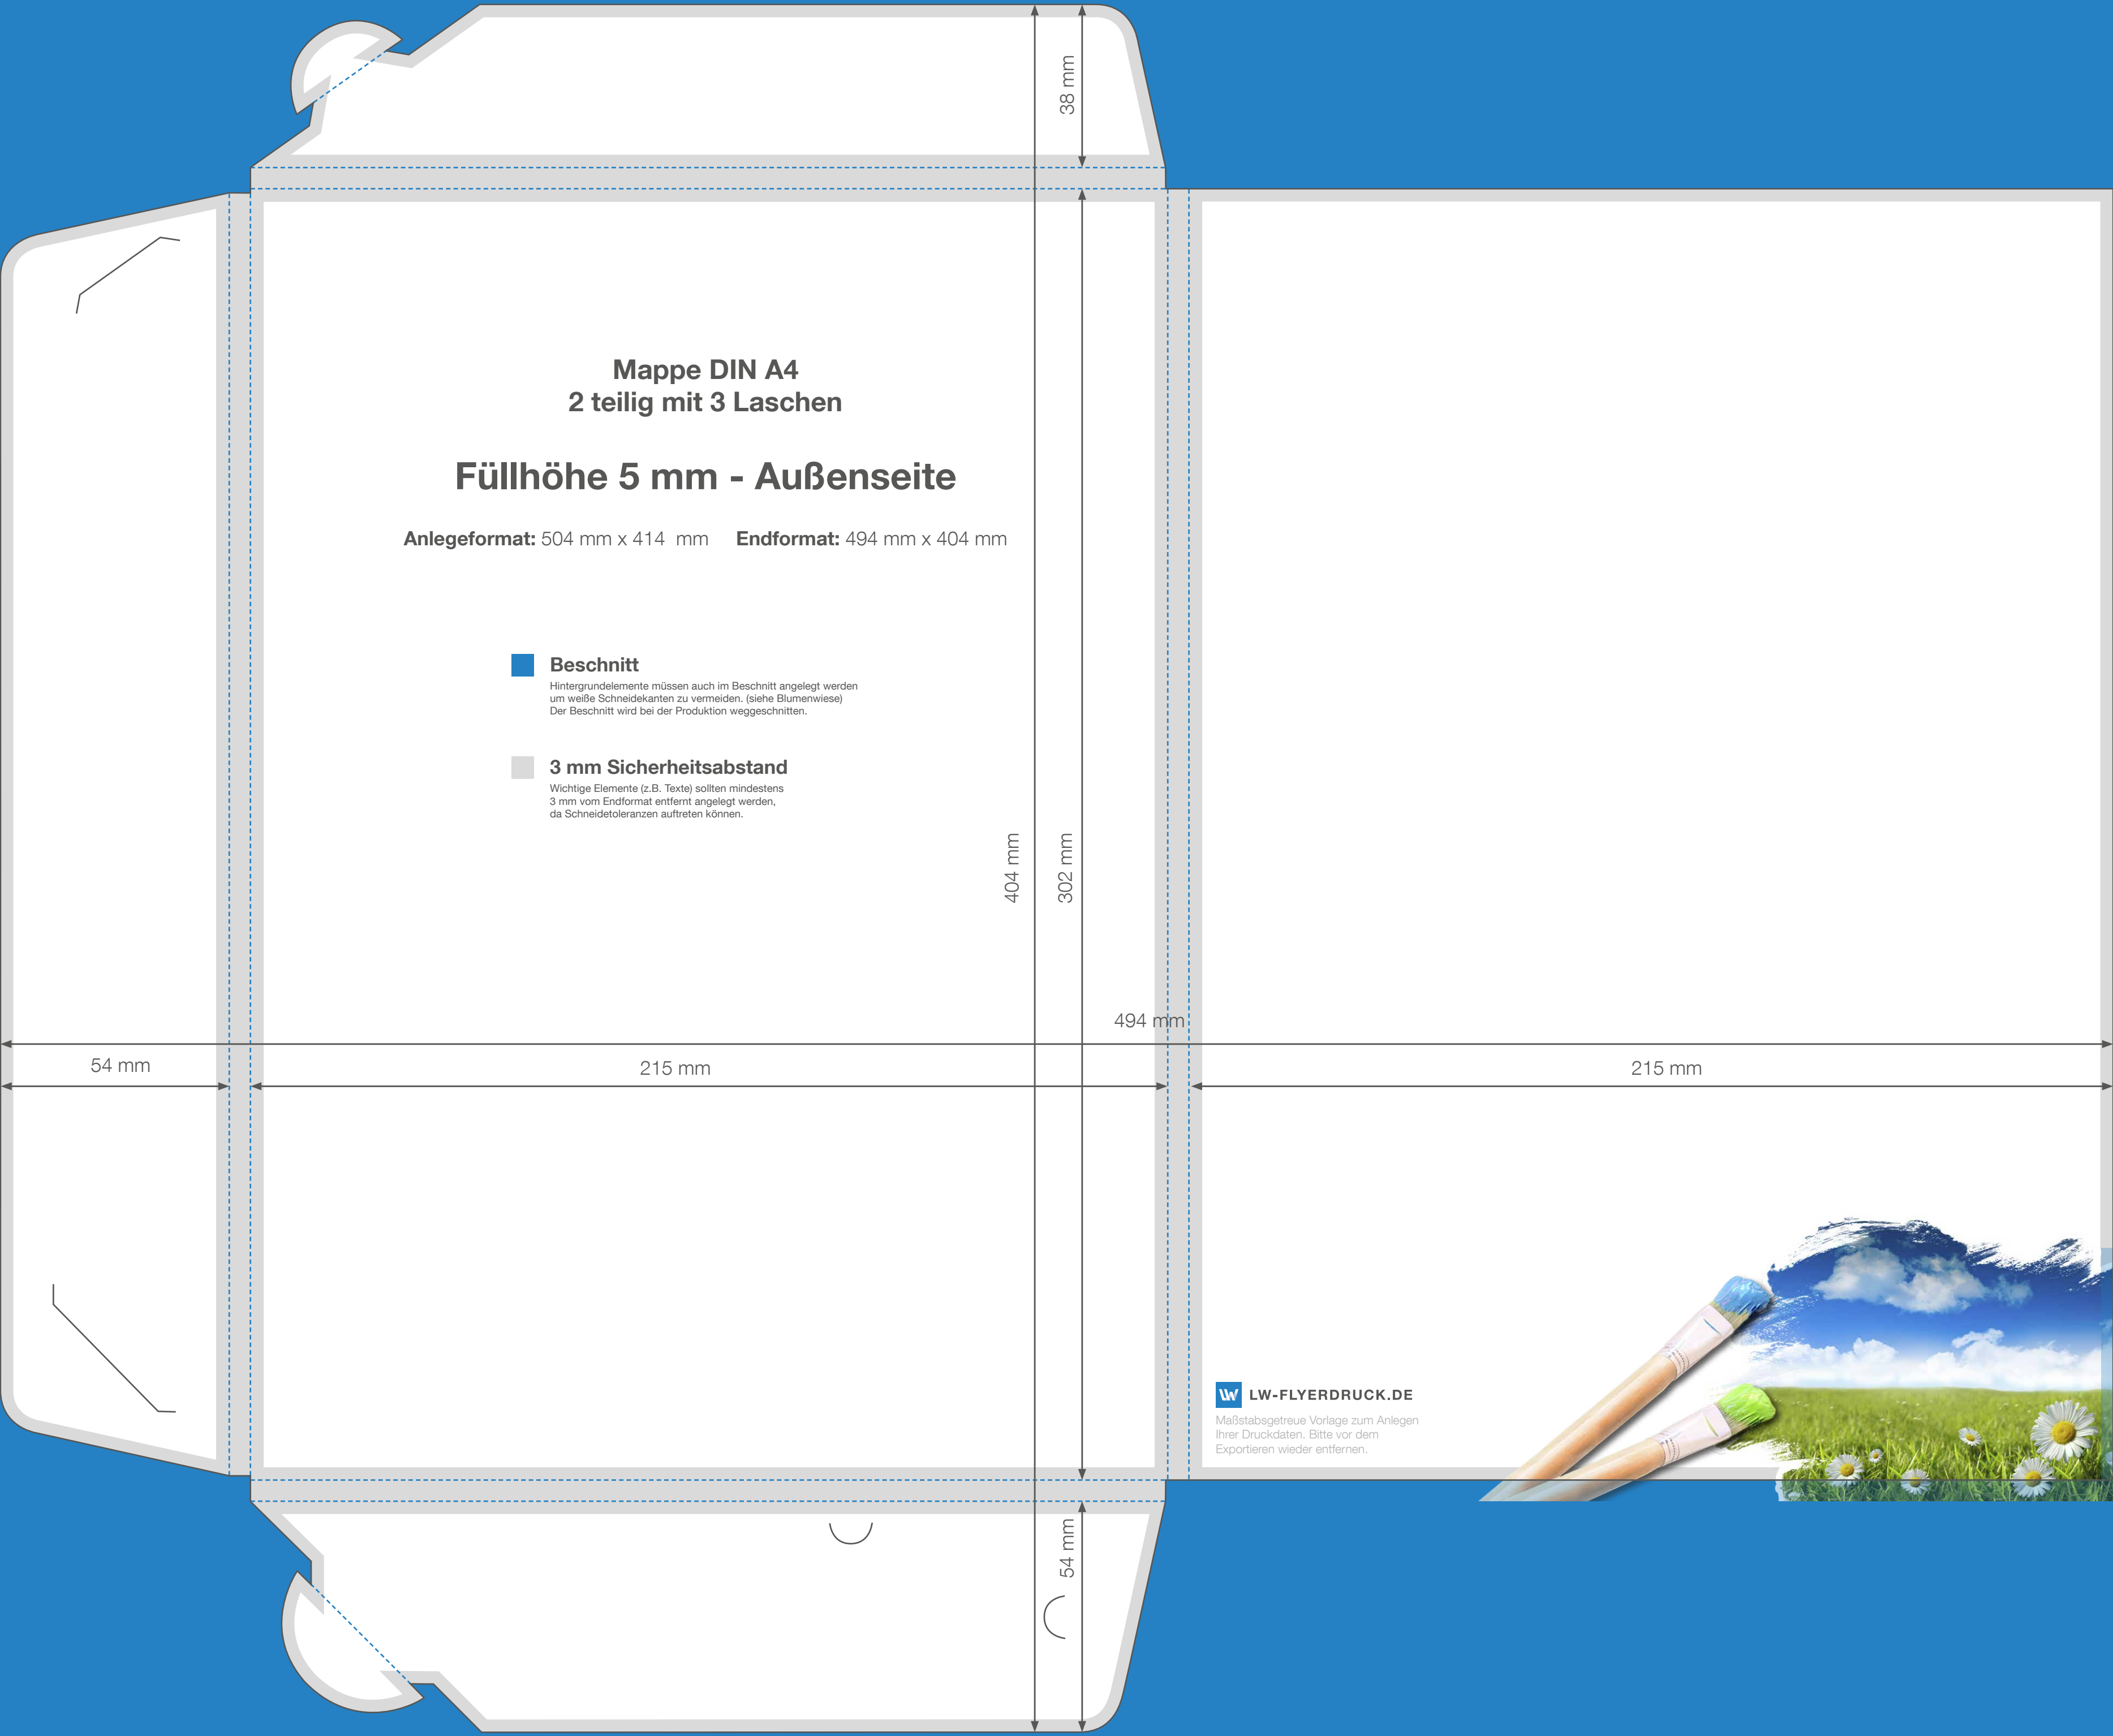 38 mm
Mappe DIN A4
2 teilig mit 3 Laschen
Füllhöhe 5 mm - Außenseite
Anlegeformat: 504 mm x 414 mm Endformat: 494 mm x 404 mm
Beschnitt
Hintergrundelemente müssen auch im Beschnitt angelegt werden
um weiße Schneidekanten zu vermeiden. (siehe Blumenwiese)
Der Beschnitt wird bei der Produktion weggeschnitten.
3 mm Sicherheitsabstand
Wichtige Elemente (z.B. Texte) sollten mindestens
3 mm vom Endformat entfernt angelegt werden,
da Schneidetoleranzen auftreten können.
404 mm
302 mm
494 mm
54 mm
215 mm
215 mm
LW LW-FLYERDRUCK.DE
Maßstabsgetreue Vorlage zum Anlegen
Ihrer Druckdaten. Bitte vor dem
Exportieren wieder entfernen.
54 mm